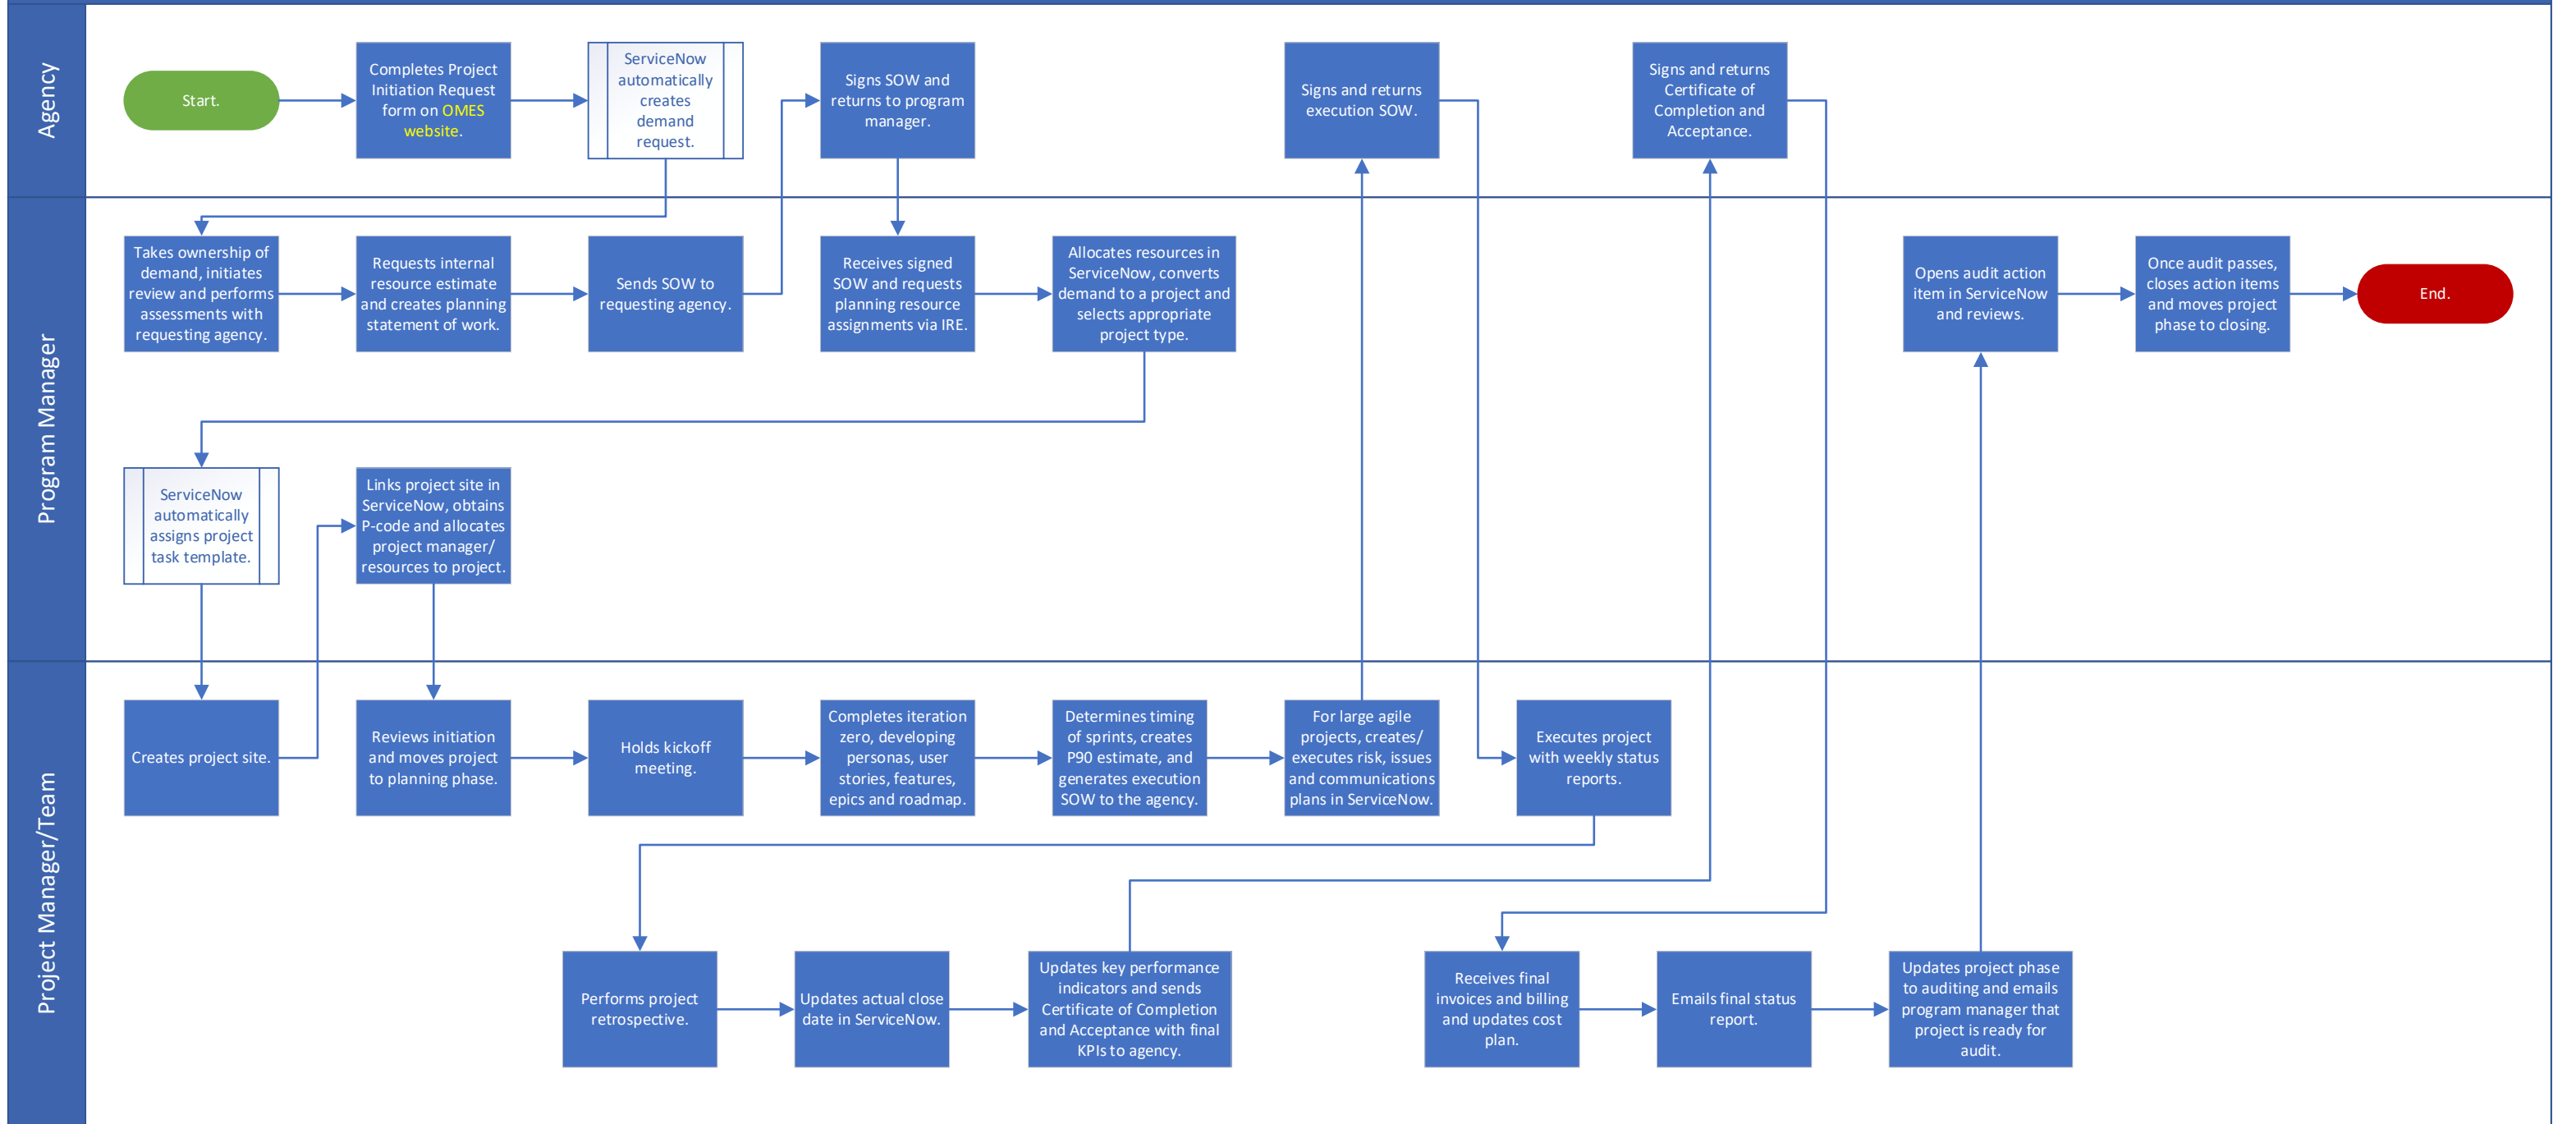 Agency
Start.
Completes Project
Initiation Request
form on OMES
website.
ServiceNow
automatically
creates
demand
request.
Signs SOW and
returns to program
manager.
Signs and returns
execution SOW.
Signs and returns
Certificate of
Completion and
Acceptance.
Program Manager
Takes ownership of
demand, initiates
review and performs
assessments with
requesting agency.
Requests internal
resource estimate
and creates planning
statement of work.
Sends SOW to
requesting agency.
Receives signed
SOW and requests
planning resource
assignments via IRE.
Allocates resources in
ServiceNow, converts
demand to a project and
selects appropriate
project type.
Opens audit action
item in ServiceNow
and reviews.
Once audit passes,
closes action items
and moves project
phase to closing.
End.
ServiceNow
automatically
assigns project
task template.
Links project site in
ServiceNow, obtains
P-code and allocates
project manager/
resources to project.
Project Manager/Team
Creates project site.
Reviews initiation
and moves project
to planning phase.
Holds kickoff
meeting.
Completes iteration
zero, developing
personas, user
stories, features,
epics and roadmap.
Determines timing
of sprints, creates
P90 estimate, and
generates execution
SOW to the agency.
For large agile
projects, creates/
executes risk, issues
and communications
plans in ServiceNow.
Executes project
with weekly status
reports.
Performs project
retrospective.
Updates actual close
date in ServiceNow.
Updates key performance
indicators and sends
Certificate of Completion
and Acceptance with final
KPIs to agency.
Receives final
invoices and billing
and updates cost
plan.
Emails final status
report.
Updates project phase
to auditing and emails
program manager that
project is ready for
audit.